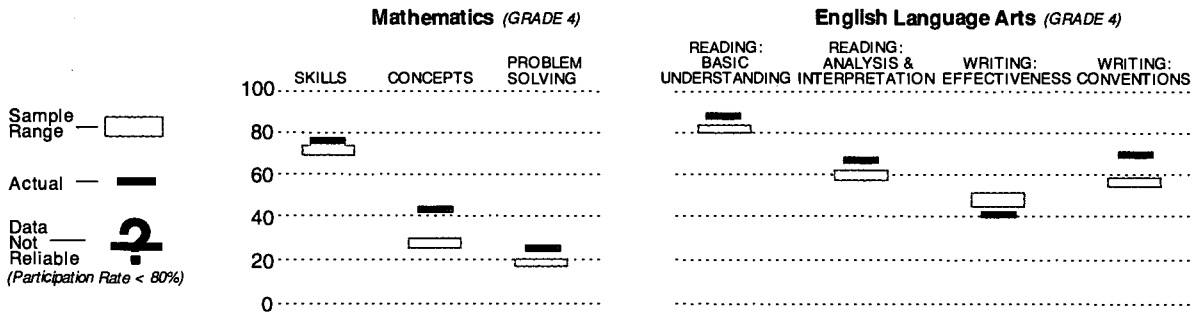 Mathematics (GRADE 4)
SKILLS
CONCEPTS
PROBLEM
SOLVING
English Language Arts (GRADE 4)
READING:
BASIC
UNDERSTANDING
READING:
ANALYSIS &
INTERPRETATION
WRITING:
EFFECTIVENESS
WRITING:
CONVENTIONS
100
80
60
40
20
0
Sample
Range
Actual
Data
Not
Reliable
?
(Participation Rate < 80%)